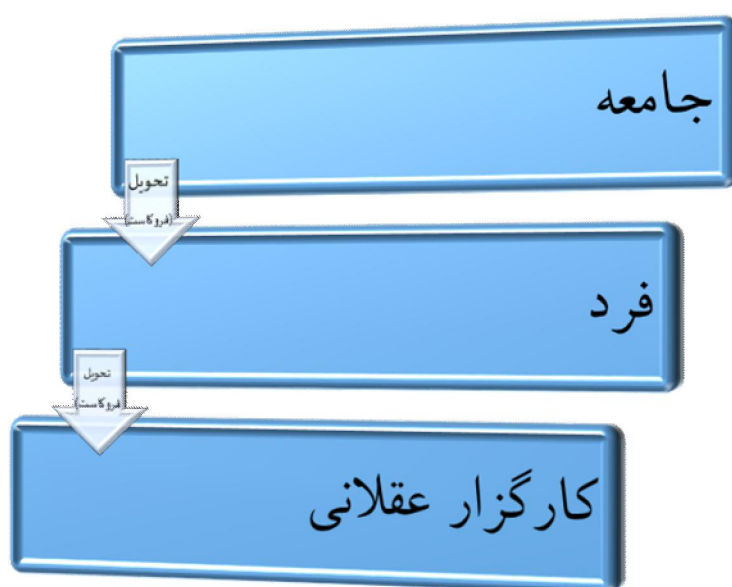 جامعه
تحویل
(فروکاست)
فرد
تحویل
(فروکاست)
کارگزار عقلانی